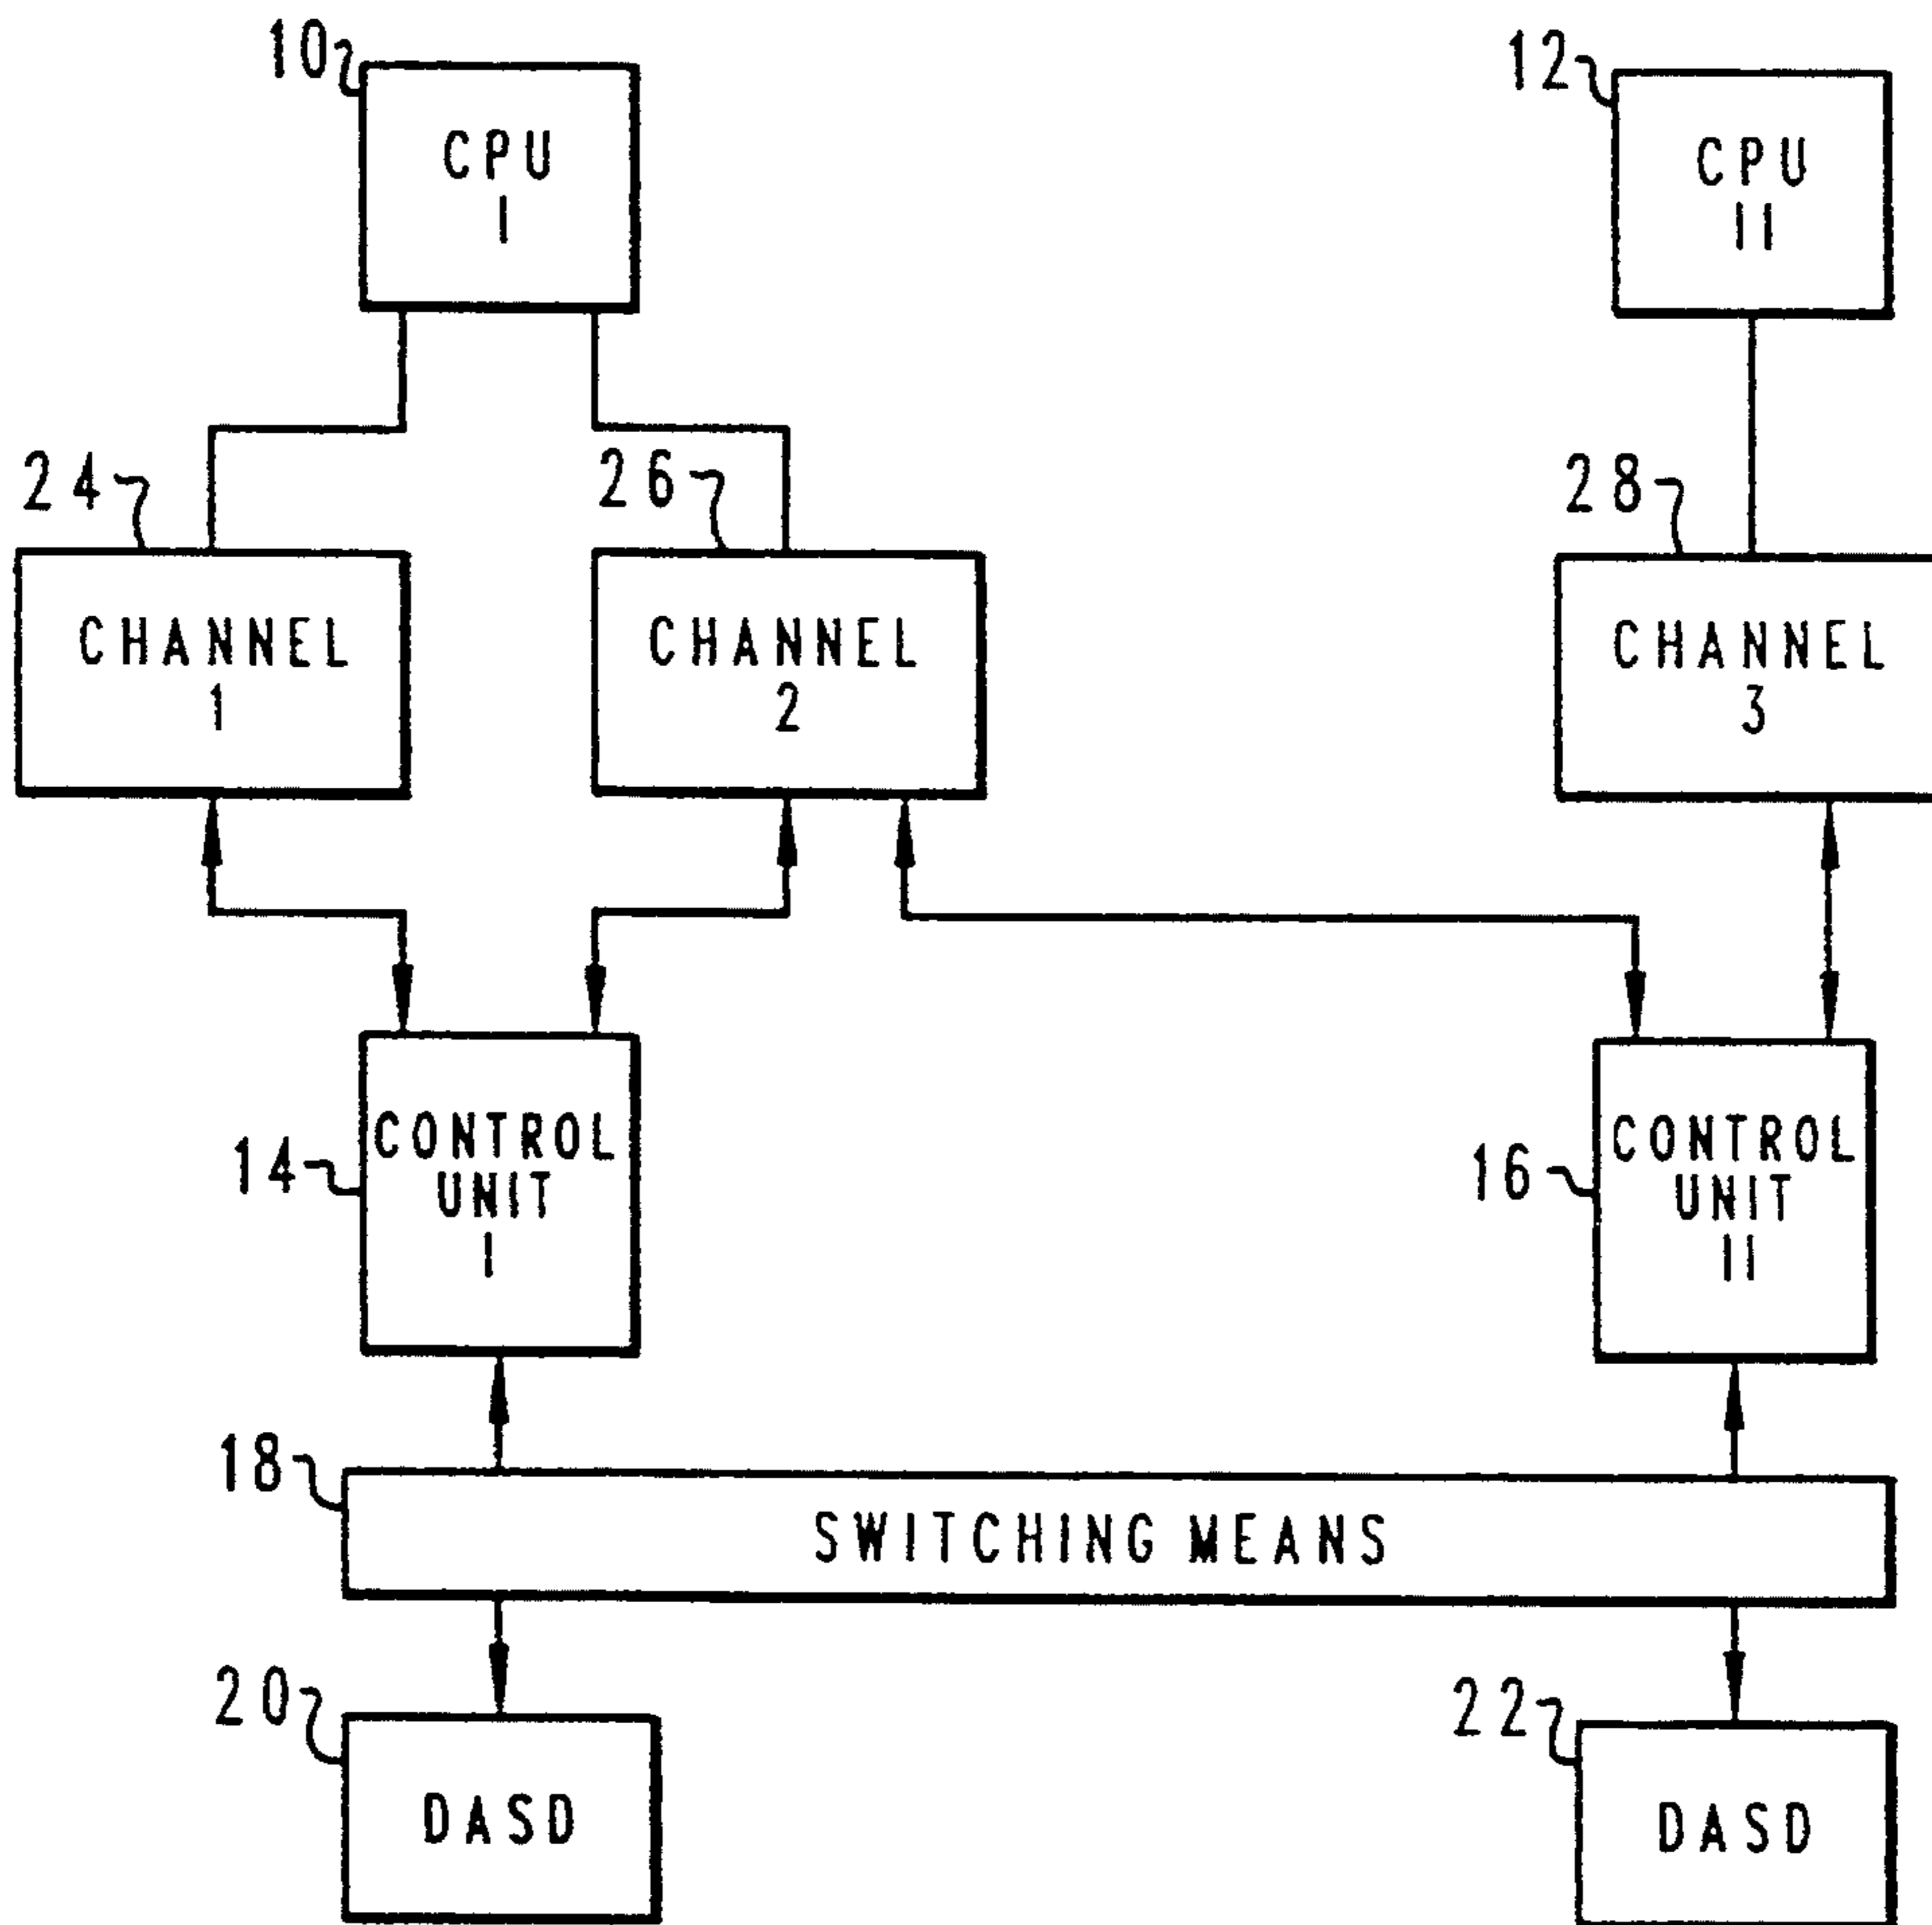 10
12
CPU
I
CPU
II
24
26
28
CHANNEL
1
CHANNEL
2
CHANNEL
3
14
CONTROL
UNIT
I
16
CONTROL
UNIT
II
18
SWITCHING MEANS
20
22
DASD
DASD